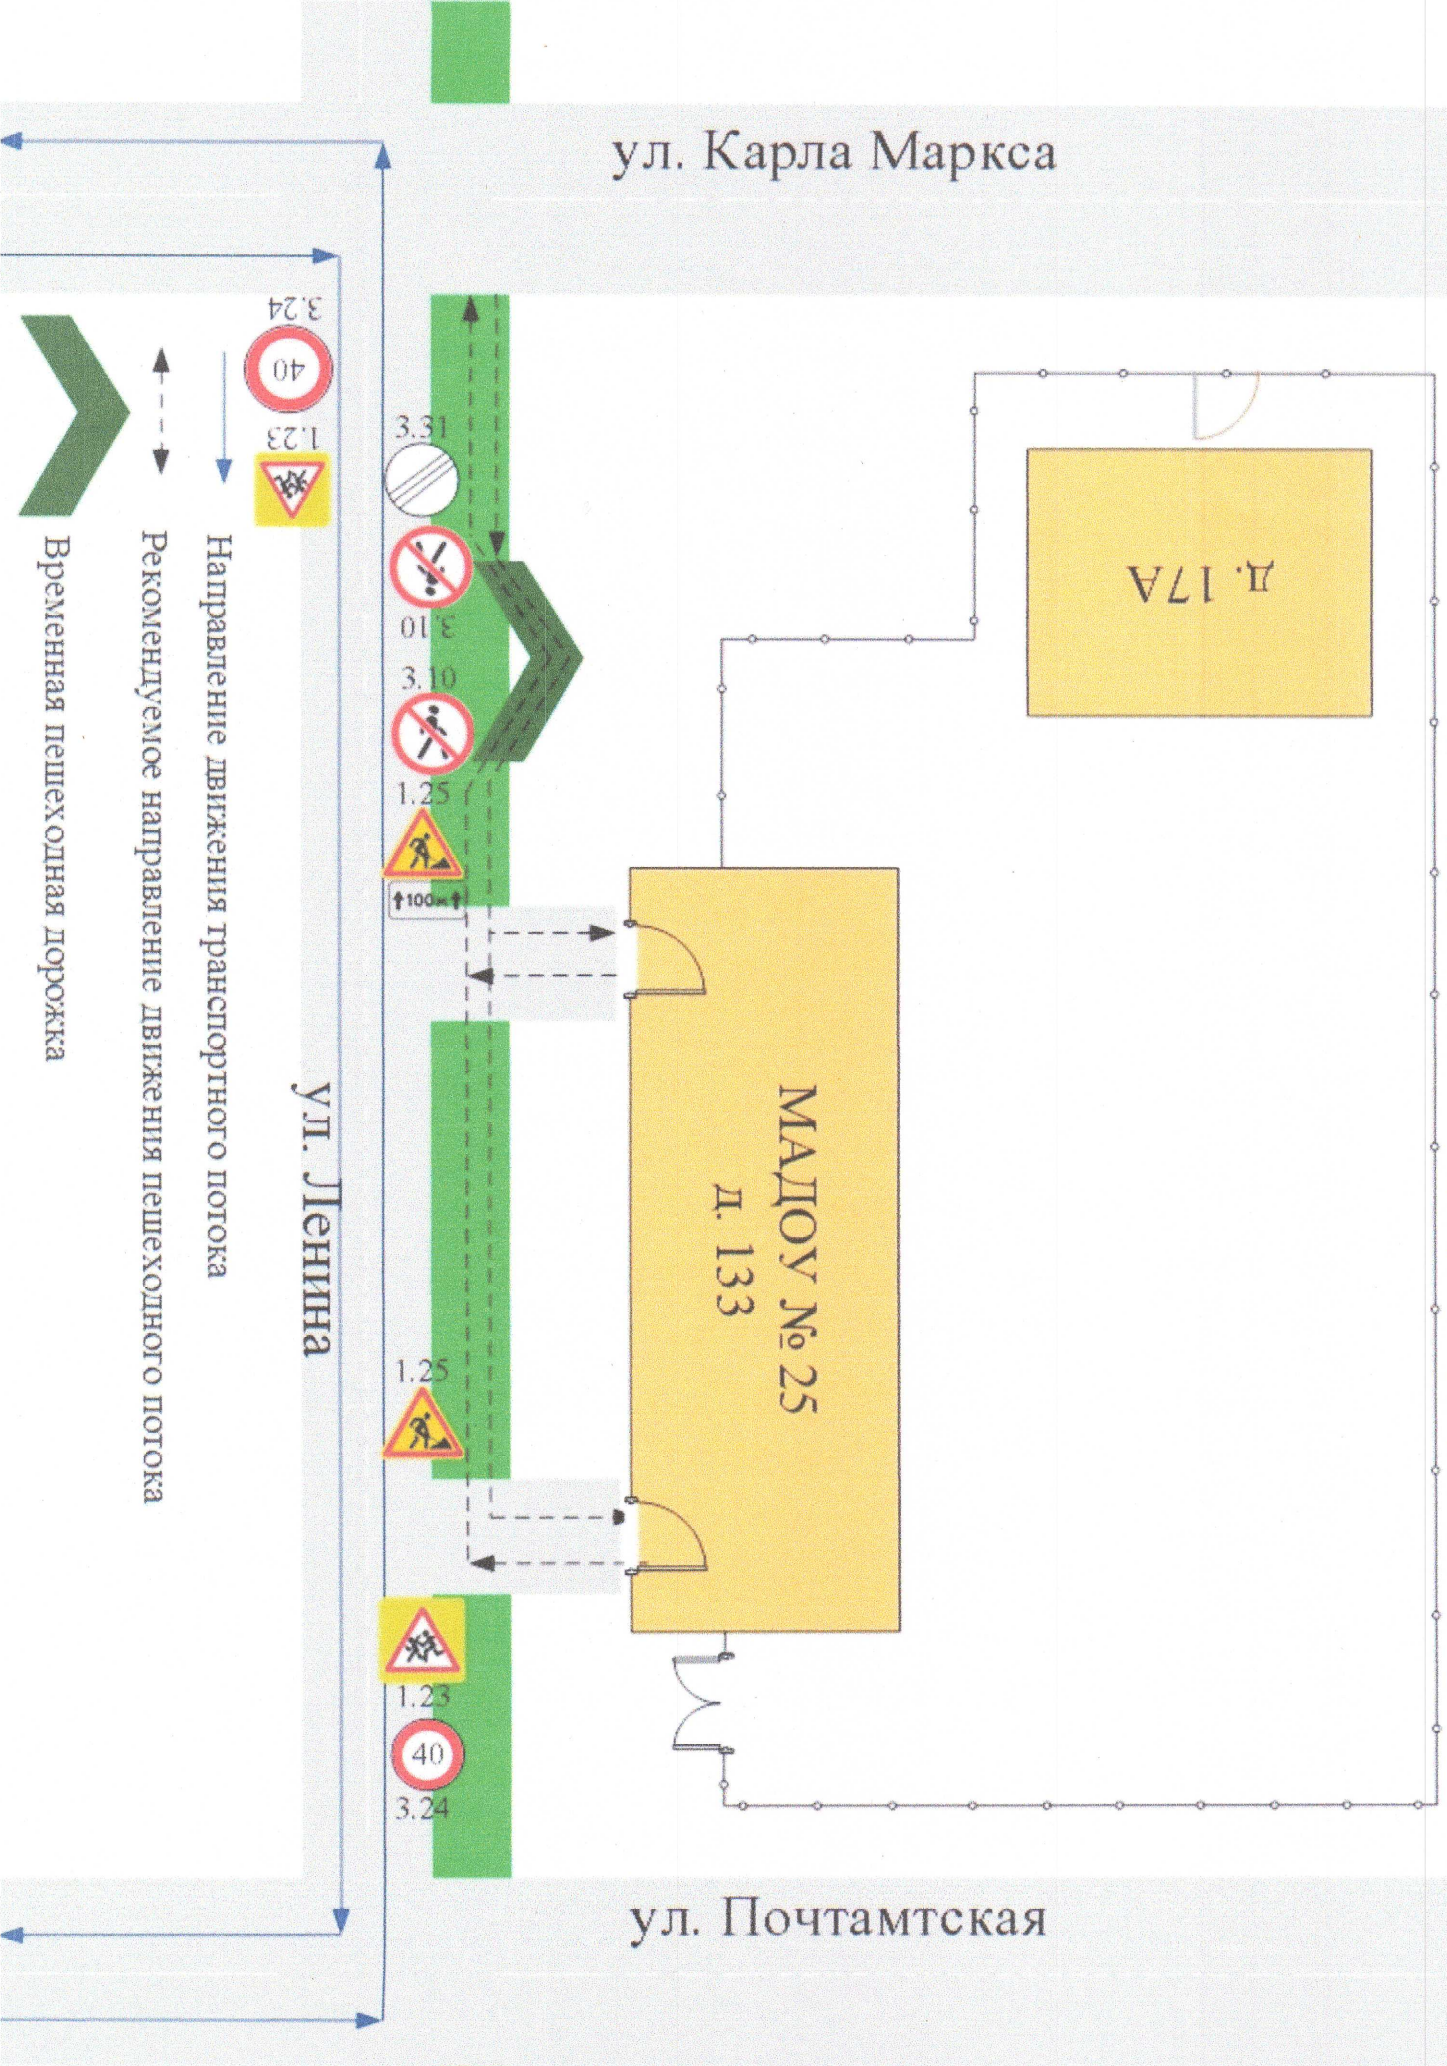 ул. Карла Маркса
3.24
40
1.23
3.31
3.10
3.10
1.25
100м
д. 17А
МАДОУ № 25
д. 133
ул. Ленина
1.25
1.23
40
3.24
ул. Почтамтская
Направление движения транспортного потока
Рекомендуемое направление движения пешеходного потока
Временная пешеходная дорожка